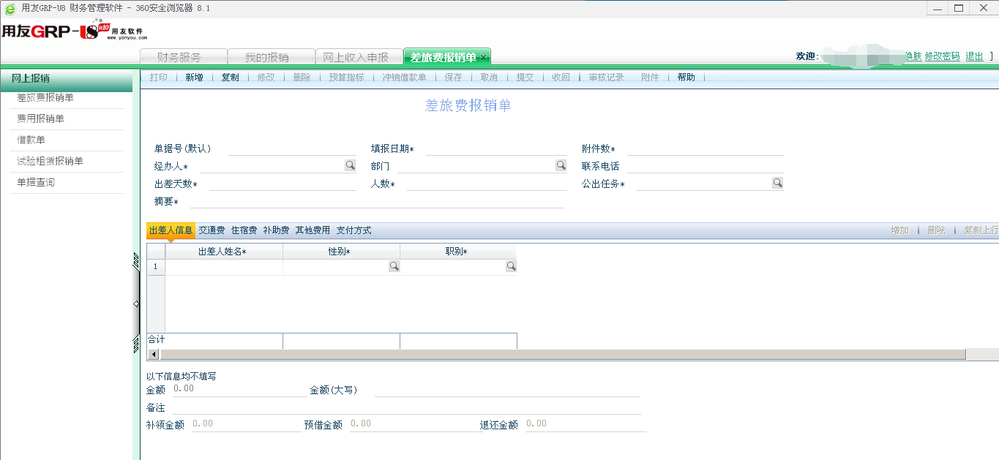 用友GRP-U8 财务管理软件 - 360安全浏览器 8.1
用友GRP-U8 R10 用友软件
www.yonyou.com
财务服务 我的报销 网上收入申报 差旅费报销单 × 欢迎: 换肤 修改密码 退出 ]
网上报销
打印 新增 复制 修改 删除 预算指标 冲销借款单 保存 取消 提交 收回 审核记录 附件 帮助
差旅费报销单
费用报销单
借款单
试验租赁报销单
单据查询
差旅费报销单
单据号(默认) 填报日期* 附件数*
经办人* 部门 联系电话
出差天数* 人数* 公出任务*
摘要*
出差人信息 交通费 住宿费 补助费 其他费用 支付方式 增加 删除 复制上行
出差人姓名* 性别* 职别*
1
合计
以下信息均不填写
金额 0.00 金额(大写)
备注
补领金额 0.00 预借金额 0.00 退还金额 0.00